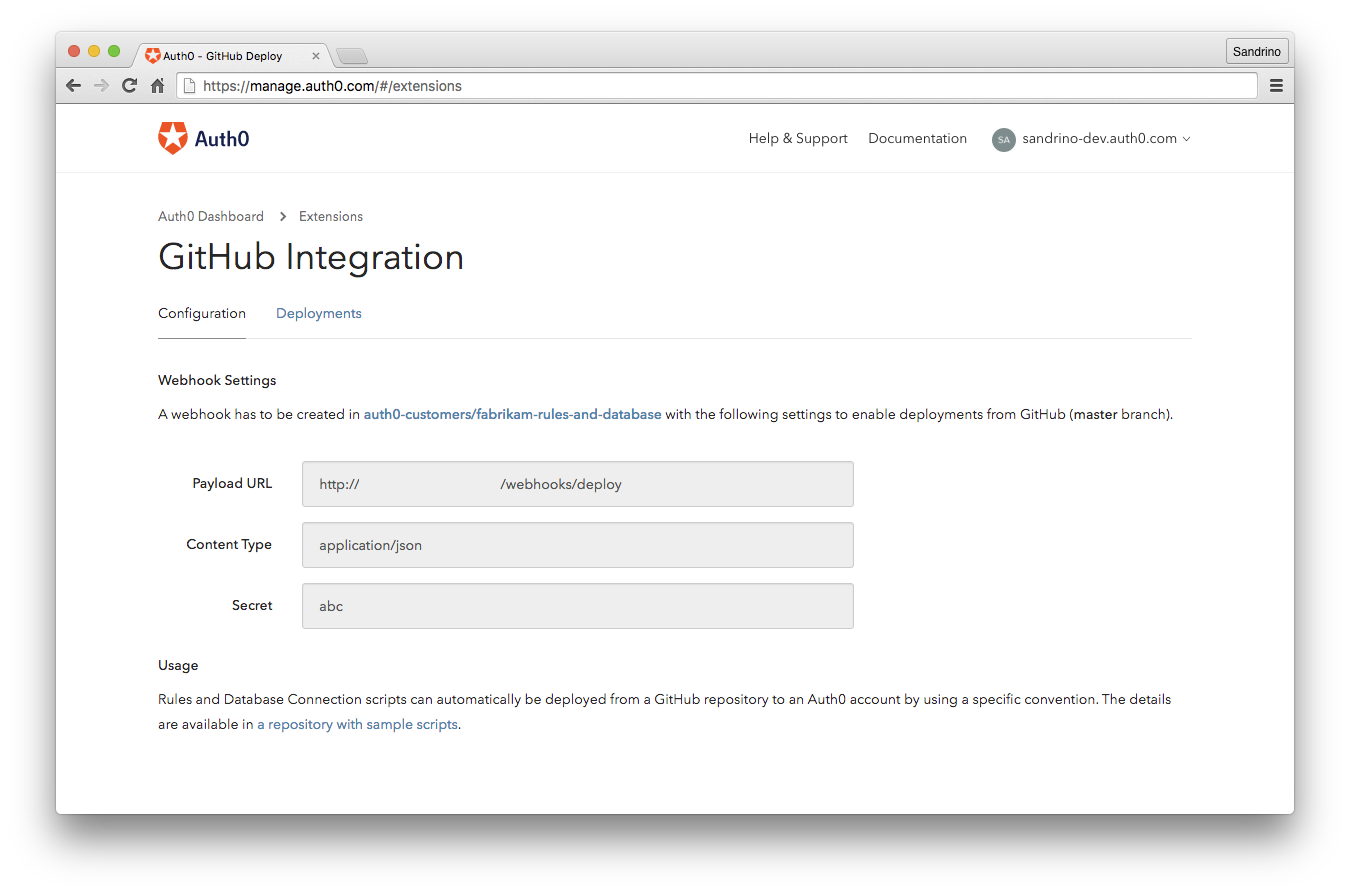 Auth0 - GitHub Deploy
Sandrino
https://manage.auth0.com/#/extensions
Auth0
Help & Support
Documentation
SA
sandrino-dev.auth0.com
Auth0 Dashboard
Extensions
GitHub Integration
Configuration
Deployments
Webhook Settings
A webhook has to be created in auth0-customers/fabrikam-rules-and-database with the following settings to enable deployments from GitHub (master branch).
Payload URL
http:// /webhooks/deploy
Content Type
application/json
Secret
abc
Usage
Rules and Database Connection scripts can automatically be deployed from a GitHub repository to an Auth0 account by using a specific convention. The details
are available in a repository with sample scripts.